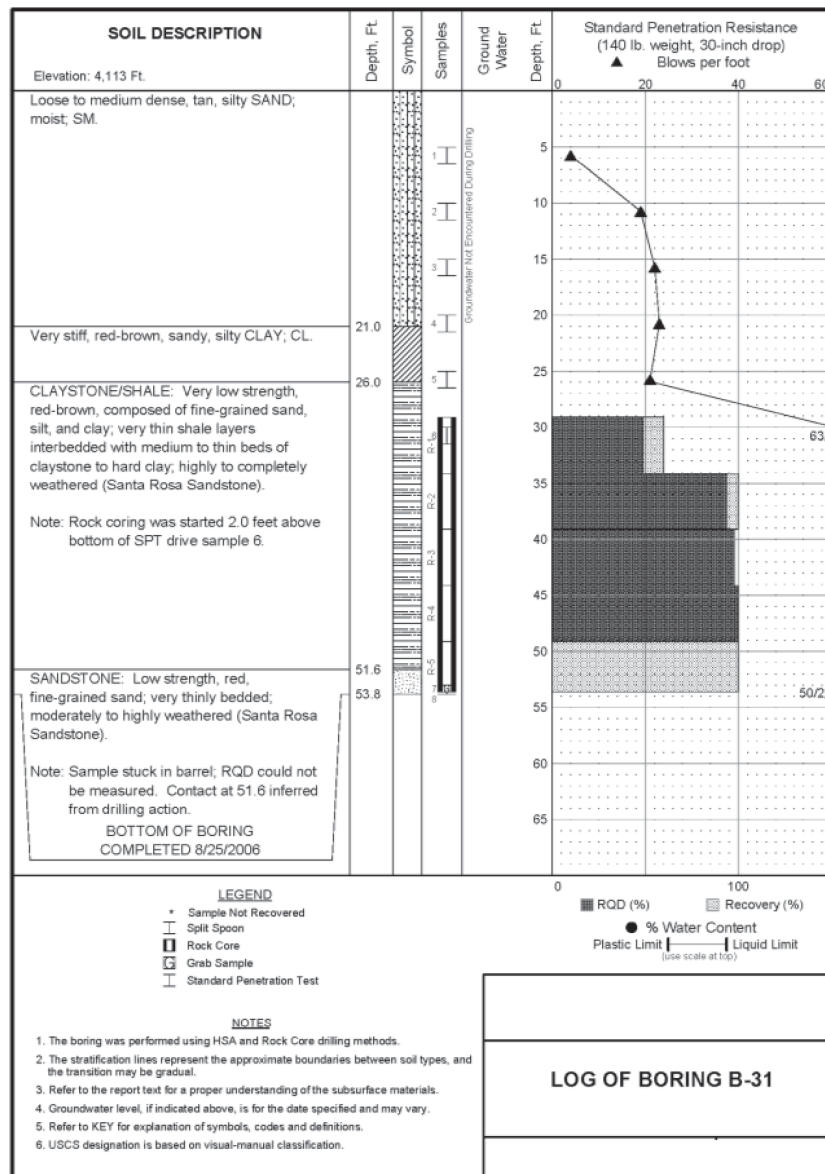 SOIL DESCRIPTION
Elevation: 4,113 Ft.
Depth, Ft.
Symbol
Samples
Ground
Water
Depth, Ft.
Standard Penetration Resistance
(140 lb. weight, 30-inch drop)
▲ Blows per foot
0 20 40 60
Loose to medium dense, tan, silty SAND;
moist; SM.
Groundwater Not Encountered During Drilling
1
2
3
4
5
5
10
15
20
25
30
35
40
45
50
55
60
65
21.0
Very stiff, red-brown, sandy, silty CLAY; CL.
26.0
CLAYSTONE/SHALE: Very low strength,
red-brown, composed of fine-grained sand,
silt, and clay; very thin shale layers
interbedded with medium to thin beds of
claystone to hard clay; highly to completely
weathered (Santa Rosa Sandstone).
Note: Rock coring was started 2.0 feet above
bottom of SPT drive sample 6.
R-1
R-2
R-3
R-4
R-5
7
G
8
63
50/2
51.6
SANDSTONE: Low strength, red,
fine-grained sand; very thinly bedded;
moderately to highly weathered (Santa Rosa
Sandstone).
53.8
Note: Sample stuck in barrel; RQD could not
be measured. Contact at 51.6 inferred
from drilling action.
BOTTOM OF BORING
COMPLETED 8/25/2006
0 100
RQD (%) Recovery (%)
● % Water Content
Plastic Limit Liquid Limit
(use scale at top)
LEGEND
* Sample Not Recovered
Split Spoon
Rock Core
G Grab Sample
Standard Penetration Test
NOTES
1. The boring was performed using HSA and Rock Core drilling methods.
2. The stratification lines represent the approximate boundaries between soil types, and
the transition may be gradual.
3. Refer to the report text for a proper understanding of the subsurface materials.
4. Groundwater level, if indicated above, is for the date specified and may vary.
5. Refer to KEY for explanation of symbols, codes and definitions.
6. USCS designation is based on visual-manual classification.
LOG OF BORING B-31